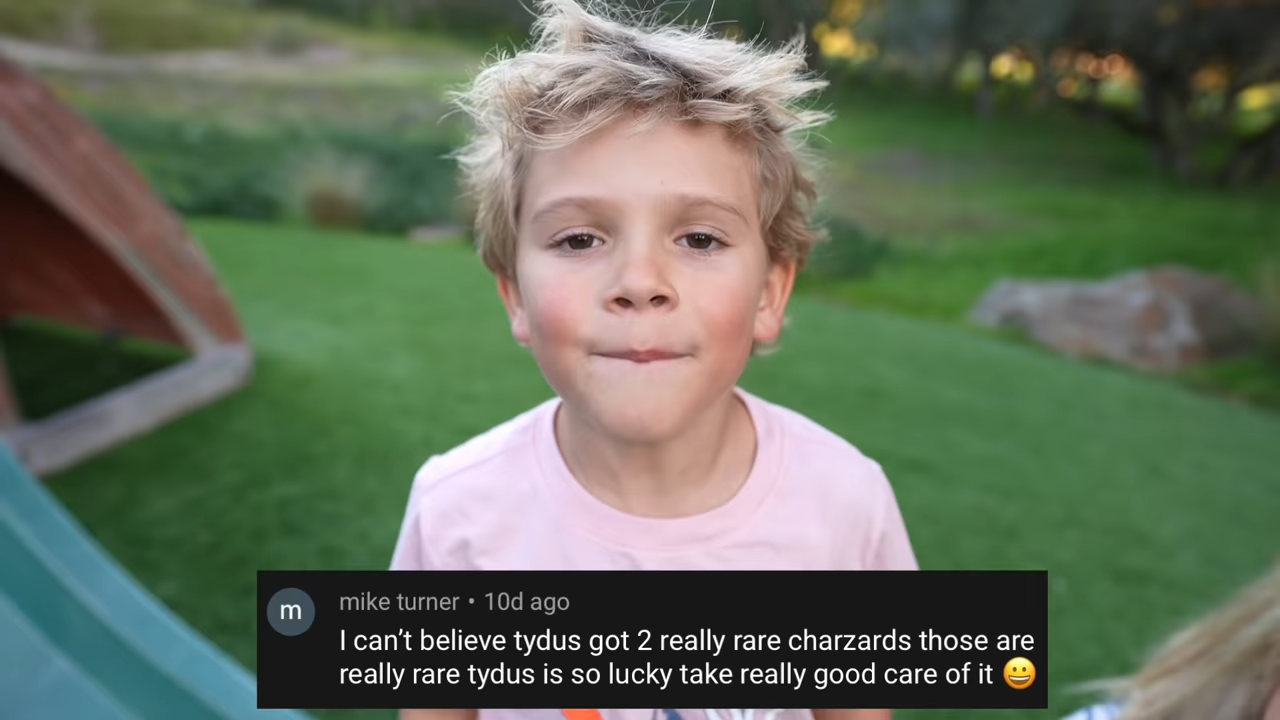 m
mike turner • 10d ago
I can’t believe tydus got 2 really rare charzards those are
really rare tydus is so lucky take really good care of it 😀